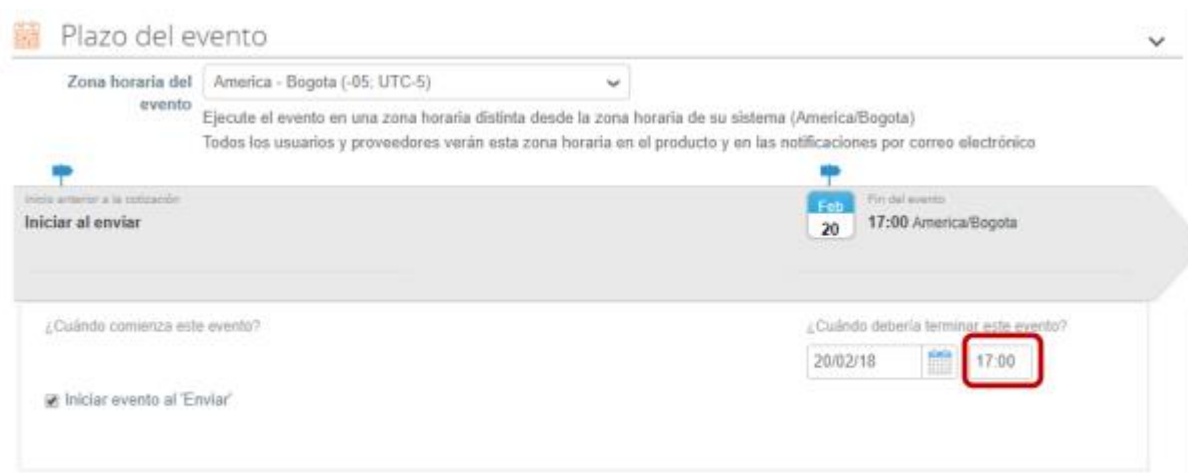 Plazo del evento
Zona horaria del evento
America - Bogota (-05; UTC-5)
Ejecute el evento en una zona horaria distinta desde la zona horaria de su sistema (America/Bogota)
Todos los usuarios y proveedores verán esta zona horaria en el producto y en las notificaciones por correo electrónico
Inicio anterior a la cotización
Iniciar al enviar
Feb
20
Fin del evento
17:00 America/Bogota
¿Cuándo comienza este evento?
¿Cuándo debería terminar este evento?
20/02/18
17:00
Iniciar evento al 'Enviar'